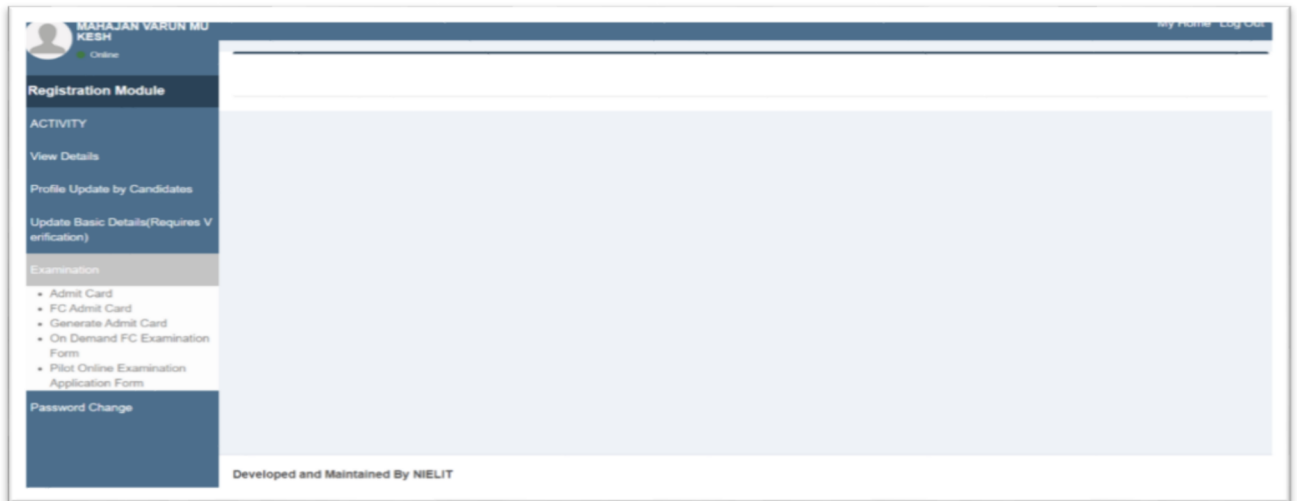 MAHAJAN VARUN MU
KESH
Online
My Home Log Out
Registration Module
ACTIVITY
View Details
Profile Update by Candidates
Update Basic Details(Requires V
erification)
Examination
• Admit Card
• FC Admit Card
• Generate Admit Card
• On Demand FC Examination
Form
• Pilot Online Examination
Application Form
Password Change
Developed and Maintained By NIELIT